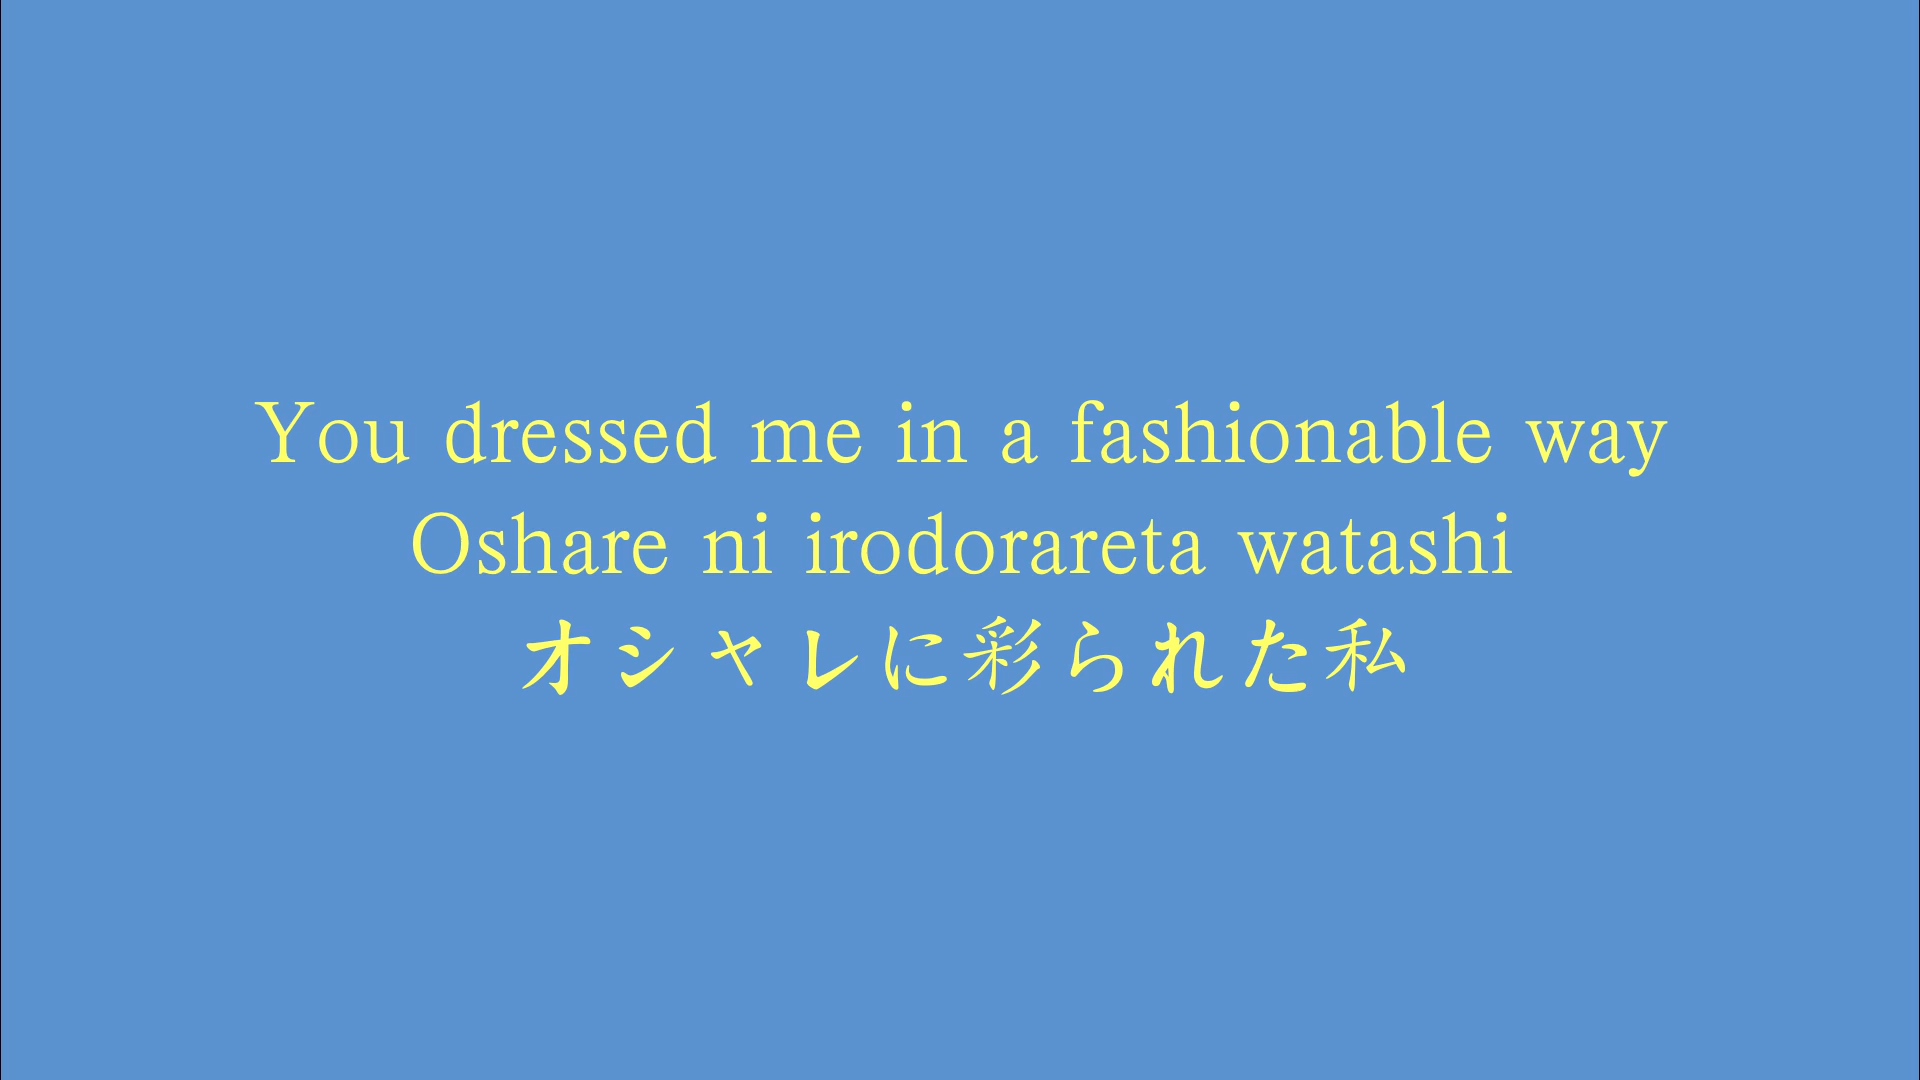 You dressed me in a fashionable way
Oshare ni irodorareta watashi
オシャレに彩られた私